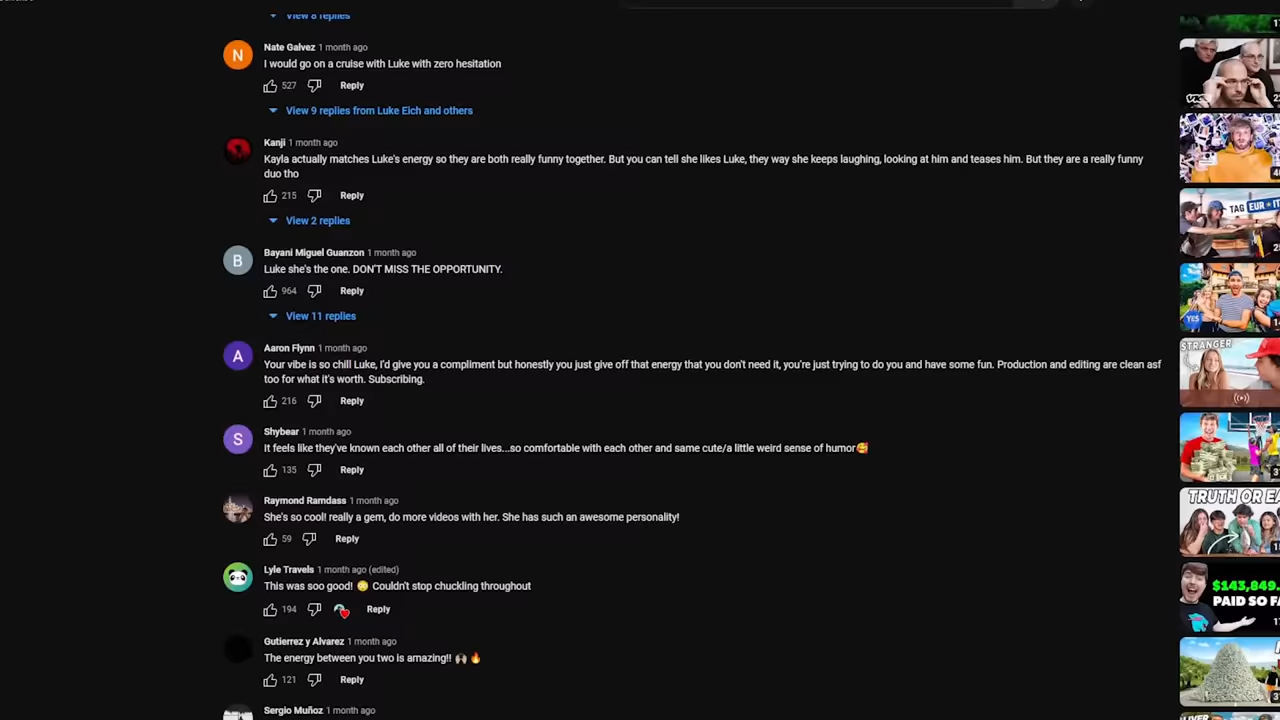 View 8 replies
Nate Galvez 1 month ago
I would go on a cruise with Luke with zero hesitation
527 Reply
View 9 replies from Luke Eich and others
Kanji 1 month ago
Kayla actually matches Luke's energy so they are both really funny together. But you can tell she likes Luke, they way she keeps laughing, looking at him and teases him. But they are a really funny
duo tho
215 Reply
View 2 replies
B
Bayani Miguel Guanzon 1 month ago
Luke she's the one. DON'T MISS THE OPPORTUNITY.
964 Reply
View 11 replies
A
Aaron Flynn 1 month ago
Your vibe is so chill Luke, I'd give you a compliment, but honestly you just give off that energy that you don't need it, you're just trying to do you and have some fun. Production and editing are clean asf
too for what it's worth. Subscribing.
216 Reply
S
Shybear 1 month ago
It feels like they've known each other all of their lives...so comfortable with each other and same cute/a little weird sense of humor🥰
135 Reply
Raymond Ramdass 1 month ago
She's so cool! really a gem, do more videos with her. She has such an awesome personality!
59 Reply
Lyle Travels 1 month ago (edited)
This was soo good! Couldn't stop chuckling throughout
194 Reply
Gutierrez y Alvarez 1 month ago
The energy between you two is amazing!! 🙌 🔥
121 Reply
Sergio Muñoz 1 month ago
N
VICE
TAG EUR
YES
STRANGER
TRUTH OR
$143,849
PAID SO